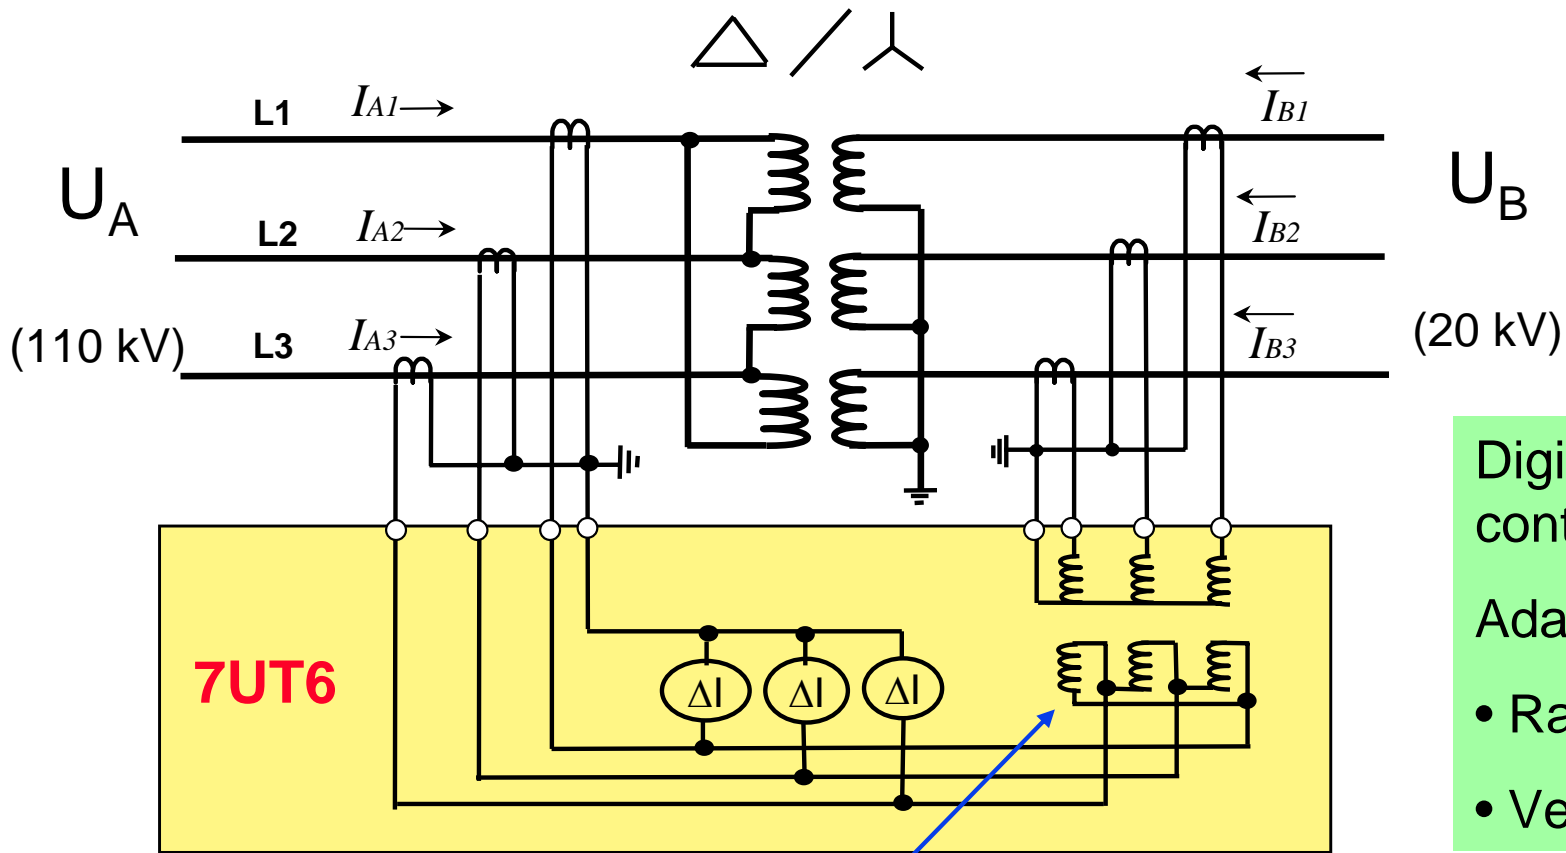 L1 IA1 IB1
UA UB
L2 IA2 IB2
(110 kV) L3 IA3 IB3 (20 kV)
7UT6
ΔI ΔI ΔI
Digi
cont
Ada
• Ra
• Ve